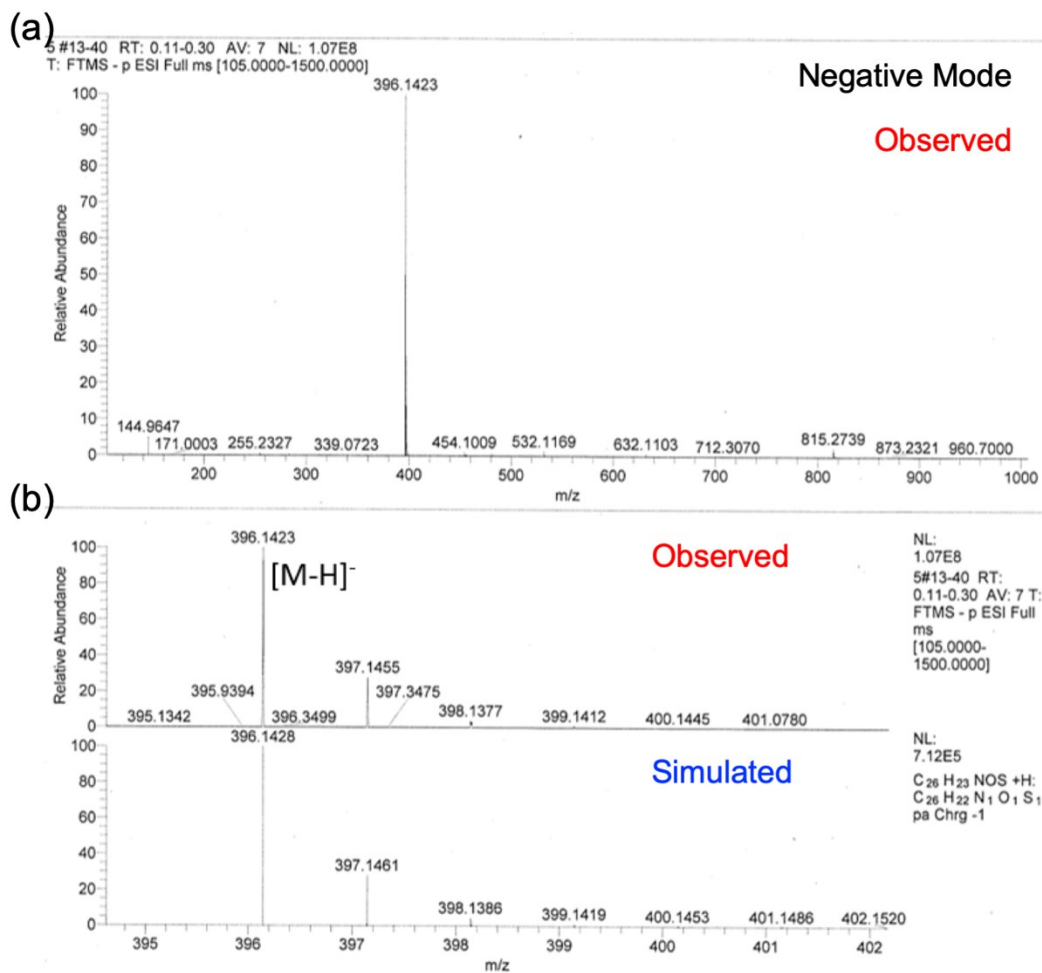 (a)
5 #13-40 RT: 0.11-0.30 AV: 7 NL: 1.07E8
T: FTMS - p ESI Full ms [105.0000-1500.0000]
Negative Mode
Observed
396.1423
100
90
80
70
60
50
40
30
20
10
0
Relative Abundance
144.9647
171.0003
255.2327
339.0723
454.1009
532.1169
632.1103
712.3070
815.2739
873.2321
960.7000
200 300 400 500 600 700 800 900 1000
m/z
(b)
396.1423
[M-H]-
Observed
100
80
60
40
20
0
Relative Abundance
395.1342
395.9394
396.3499
397.1455
397.3475
398.1377
399.1412
400.1445
401.0780
NL:
1.07E8
5#13-40 RT:
0.11-0.30 AV: 7 T:
FTMS - p ESI Full
ms
[105.0000-
1500.0000]
396.1428
Simulated
100
80
60
40
20
0
397.1461
398.1386
399.1419
400.1453
401.1486
402.1520
395 396 397 398 399 400 401 402
m/z
NL:
7.12E5
C26 H23 NOS +H:
C26 H22 N1 O1 S1
pa Chrg -1